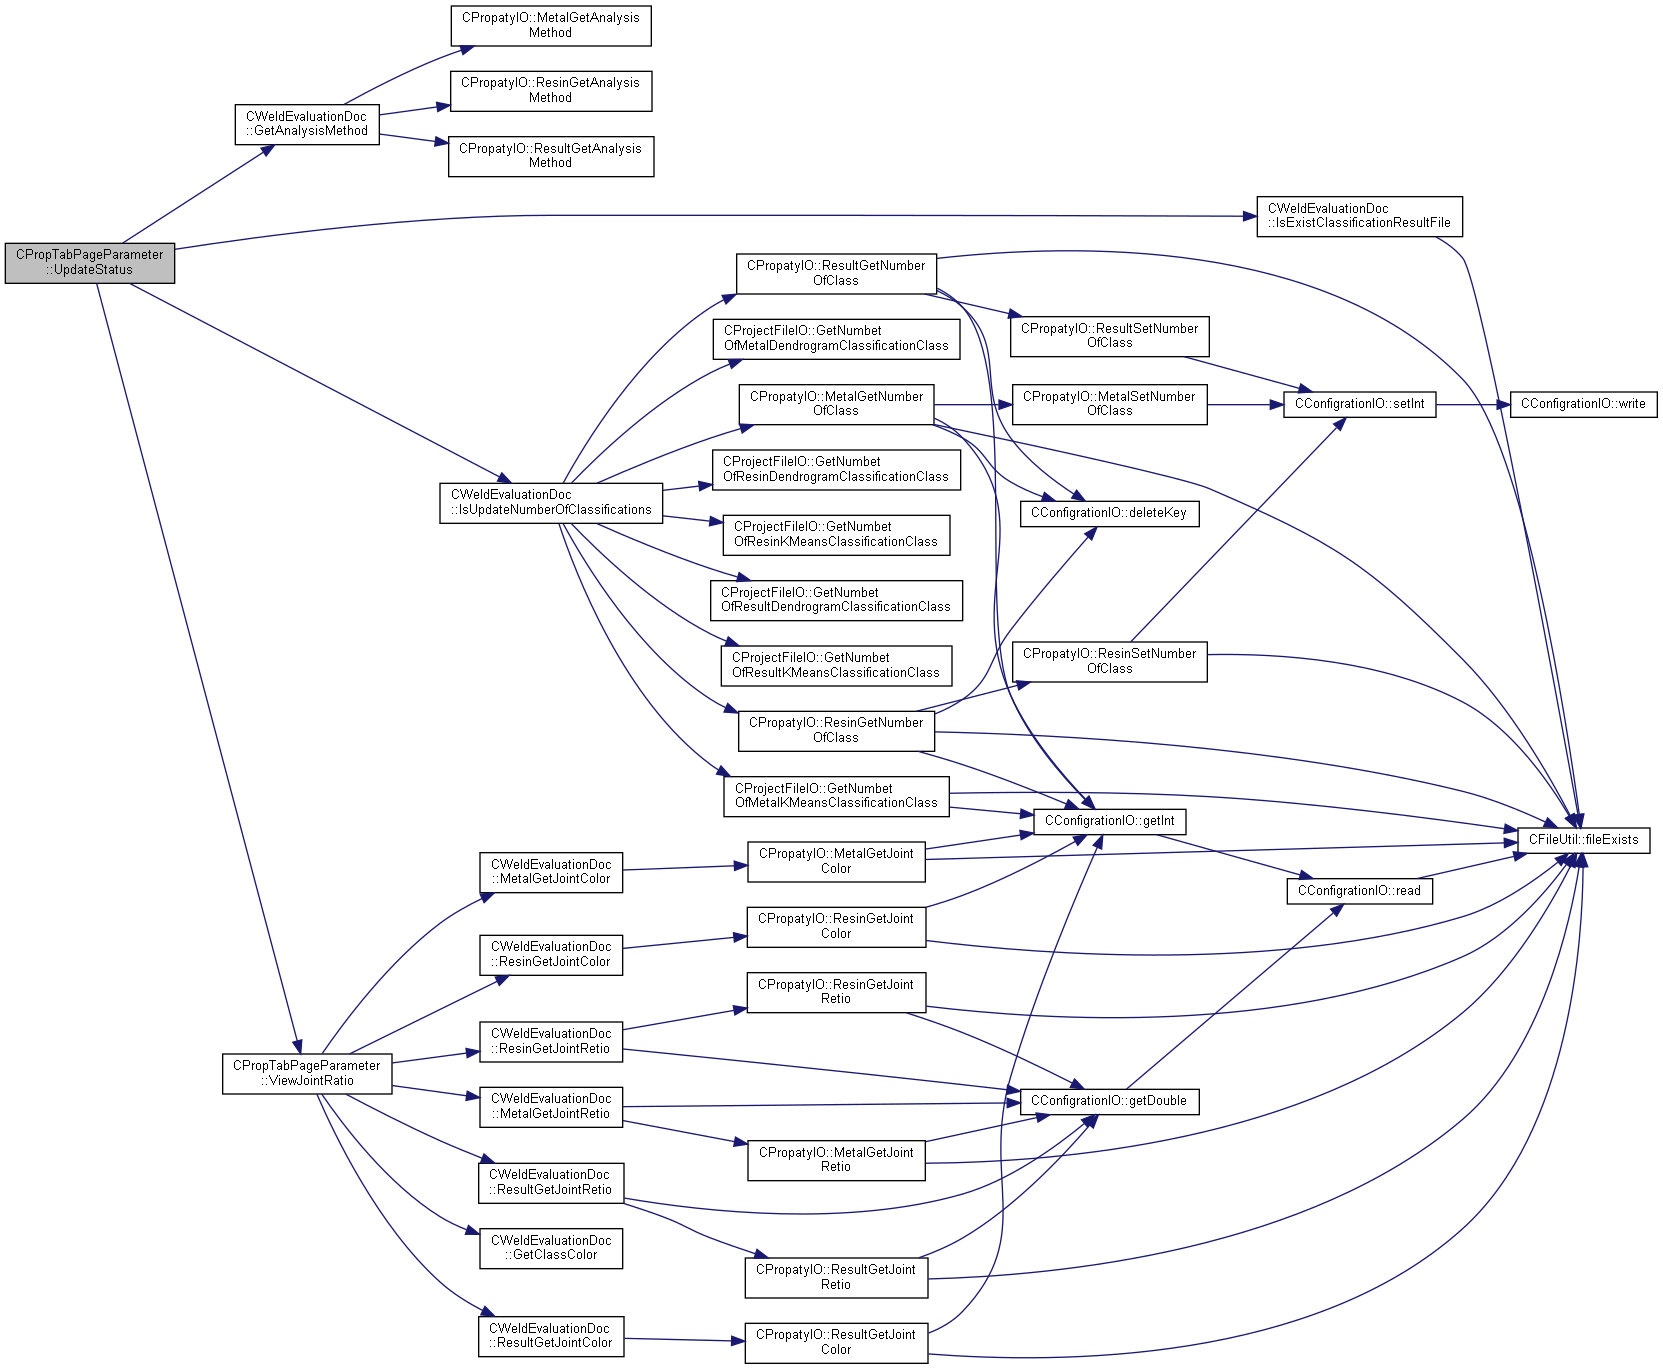 CPropatyIO::MetalGetAnalysis
Method
CPropatyIO::ResinGetAnalysis
Method
CWeldEvaluationDoc
::GetAnalysisMethod
CPropatyIO::ResultGetAnalysis
Method
CWeldEvaluationDoc
::IsExistClassificationResultFile
CPropTabPageParameter
::UpdateStatus
CPropatyIO::ResultGetNumber
OfClass
CProjectFileIO::GetNumbet
OfMetalDendrogramClassificationClass
CPropatyIO::ResultSetNumber
OfClass
CPropatyIO::MetalGetNumber
OfClass
CPropatyIO::MetalSetNumber
OfClass
CConfigrationIO::setInt
CConfigrationIO::write
CProjectFileIO::GetNumbet
OfResinDendrogramClassificationClass
CWeldEvaluationDoc
::IsUpdateNumberOfClassifications
CConfigrationIO::deleteKey
CProjectFileIO::GetNumbet
OfResinKMeansClassificationClass
CProjectFileIO::GetNumbet
OfResultDendrogramClassificationClass
CProjectFileIO::GetNumbet
OfResultKMeansClassificationClass
CPropatyIO::ResinSetNumber
OfClass
CPropatyIO::ResinGetNumber
OfClass
CProjectFileIO::GetNumbet
OfMetalKMeansClassificationClass
CConfigrationIO::getInt
CFileUtil::fileExists
CWeldEvaluationDoc
::MetalGetJointColor
CPropatyIO::MetalGetJoint
Color
CConfigrationIO::read
CWeldEvaluationDoc
::ResinGetJointColor
CPropatyIO::ResinGetJoint
Color
CPropatyIO::ResinGetJoint
Retio
CWeldEvaluationDoc
::ResinGetJointRetio
CPropTabPageParameter
::ViewJointRatio
CWeldEvaluationDoc
::MetalGetJointRetio
CConfigrationIO::getDouble
CPropatyIO::MetalGetJoint
Retio
CWeldEvaluationDoc
::ResultGetJointRetio
CWeldEvaluationDoc
::GetClassColor
CPropatyIO::ResultGetJoint
Retio
CWeldEvaluationDoc
::ResultGetJointColor
CPropatyIO::ResultGetJoint
Color